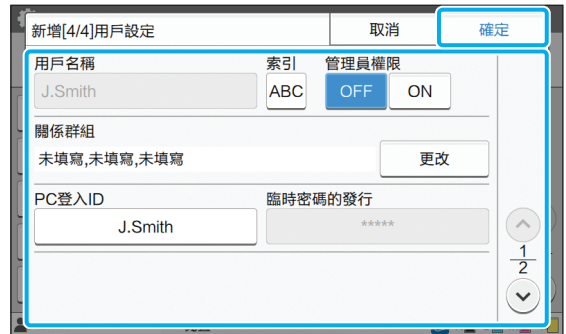 新增[4/4]用戶設定
取消
確定
用戶名稱
索引
管理員權限
J.Smith
ABC
OFF
ON
關係群組
未填寫,未填寫,未填寫
更改
PC登入ID
臨時密碼的發行
J.Smith
*****
1
2